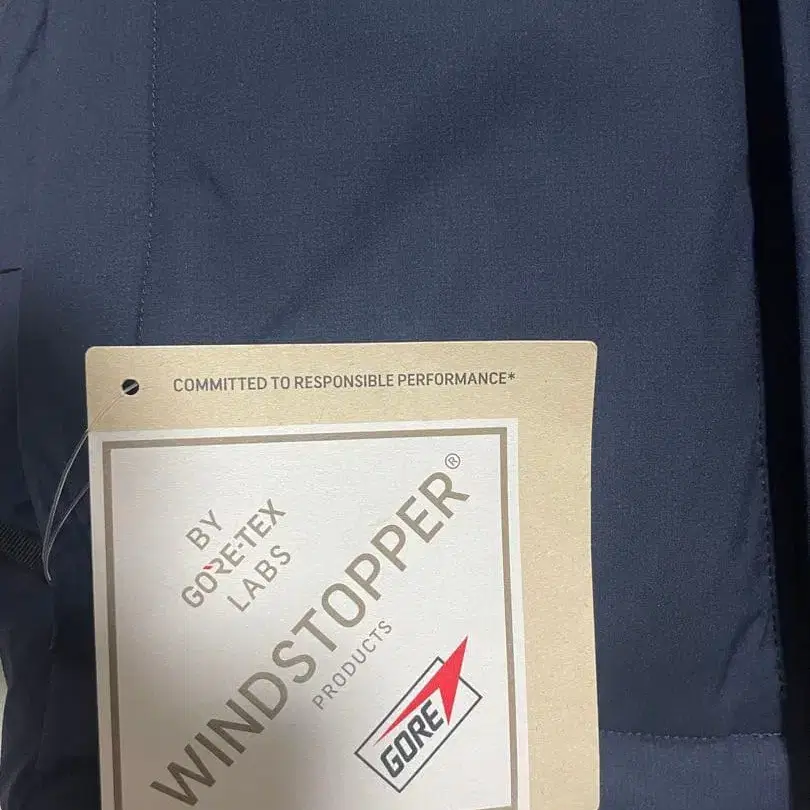 COMMITTED TO RESPONSIBLE PERFORMANCE*
BY
GORE-TEX
LABS
WINDSTOPPER®
PRODUCTS
GORE